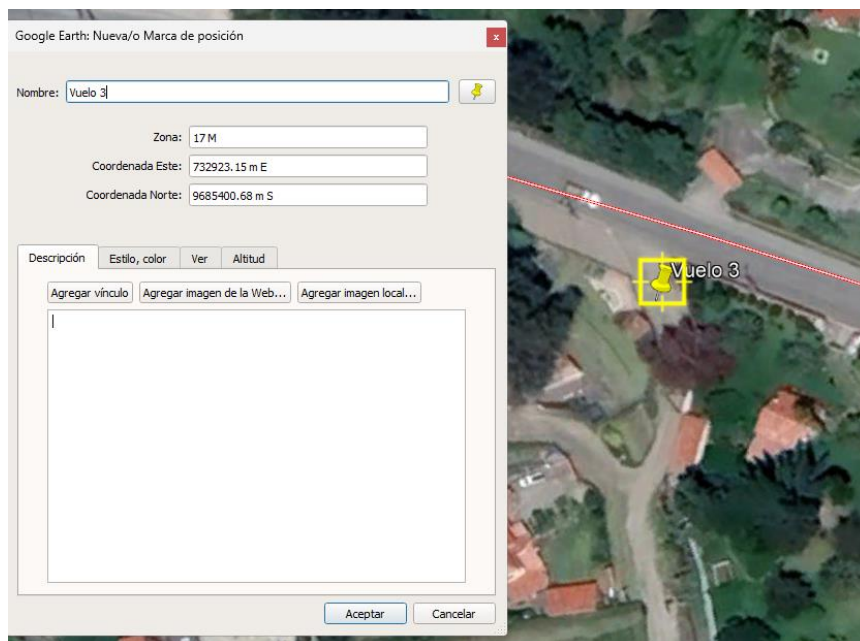 Google Earth: Nueva/o Marca de posición
x
Nombre: Vuelo 3
Zona: 17 M
Coordenada Este: 732923.15 m E
Coordenada Norte: 9685400.68 m S
Descripción Estilo, color Ver Altitud
Agregar vínculo Agregar imagen de la Web... Agregar imagen local...
Vuelo 3
Aceptar Cancelar